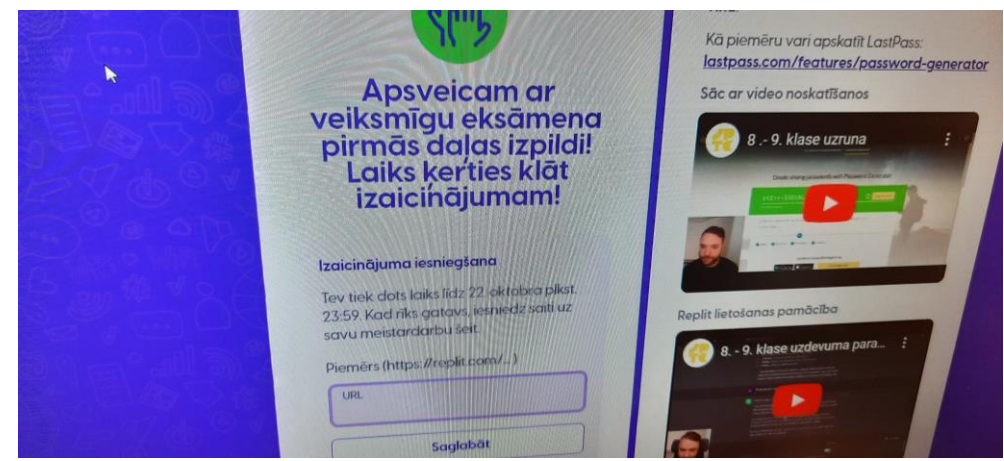 Apsveicam ar
veiksmīgu eksāmena
pirmās daļas izpildi!
Laiks ķerties klāt
izaicinājumam!
Izaicinājuma iesniegšana
Tev tiek dots laiks līdz 22. oktobra plkst.
23:59. Kad rīks gatavs, iesniedz saiti uz
savu meistardarbu šeit.
Piemērs (https://replit.com/... )
URL
Saglabāt
Kā piemēru vari apskatīt LastPass:
lastpass.com/features/password-generator
Sāc ar video noskatīšanos
8 .- 9. klase uzruna
Replit lietošanas pamācība
8. - 9. klase uzdevuma para...